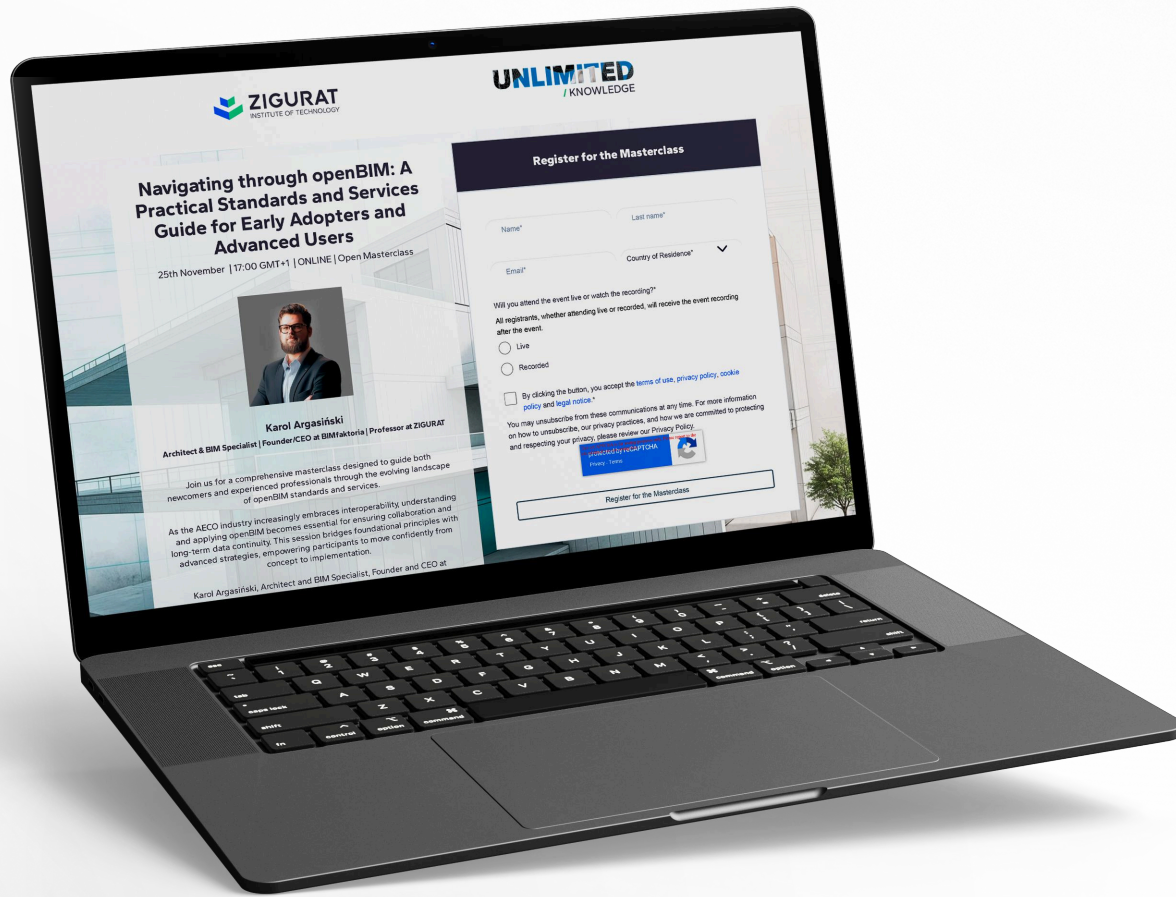 ZIGURAT
INSTITUTE OF TECHNOLOGY
UNLIMITED
/ KNOWLEDGE
Navigating through openBIM: A
Practical Standards and Services
Guide for Early Adopters and
Advanced Users
25th November | 17:00 GMT+1 | ONLINE | Open Masterclass
Karol Argasiński
Architect & BIM Specialist | Founder/CEO at BIMfaktoria | Professor at ZIGURAT
Join us for a comprehensive masterclass designed to guide both
newcomers and experienced professionals through the evolving landscape
of openBIM standards and services.
As the AECO industry increasingly embraces interoperability, understanding
and applying openBIM becomes essential for ensuring collaboration and
long-term data continuity. This session bridges foundational principles with
advanced strategies, empowering participants to move confidently from
concept to implementation.
Karol Argasiński, Architect and BIM Specialist, Founder and CEO at
Register for the Masterclass
Name*
Last name*
Email*
Country of Residence*
Will you attend the event live or watch the recording?*
All registrants, whether attending live or recorded, will receive the event recording
after the event.
Live
Recorded
By clicking the button, you accept the terms of use, privacy policy, cookie
policy and legal notice.*
You may unsubscribe from these communications at any time. For more information
on how to unsubscribe, our privacy practices, and how we are committed to protecting
and respecting your privacy, please review our Privacy Policy.
protected by reCAPTCHA
Privacy - Terms
Register for the Masterclass
delete
tab
Q W E R T Y U I O P
return
caps lock
A S D F G H J K L
shift
Z X C V B N M
shift
fn
control
option
command
command
option